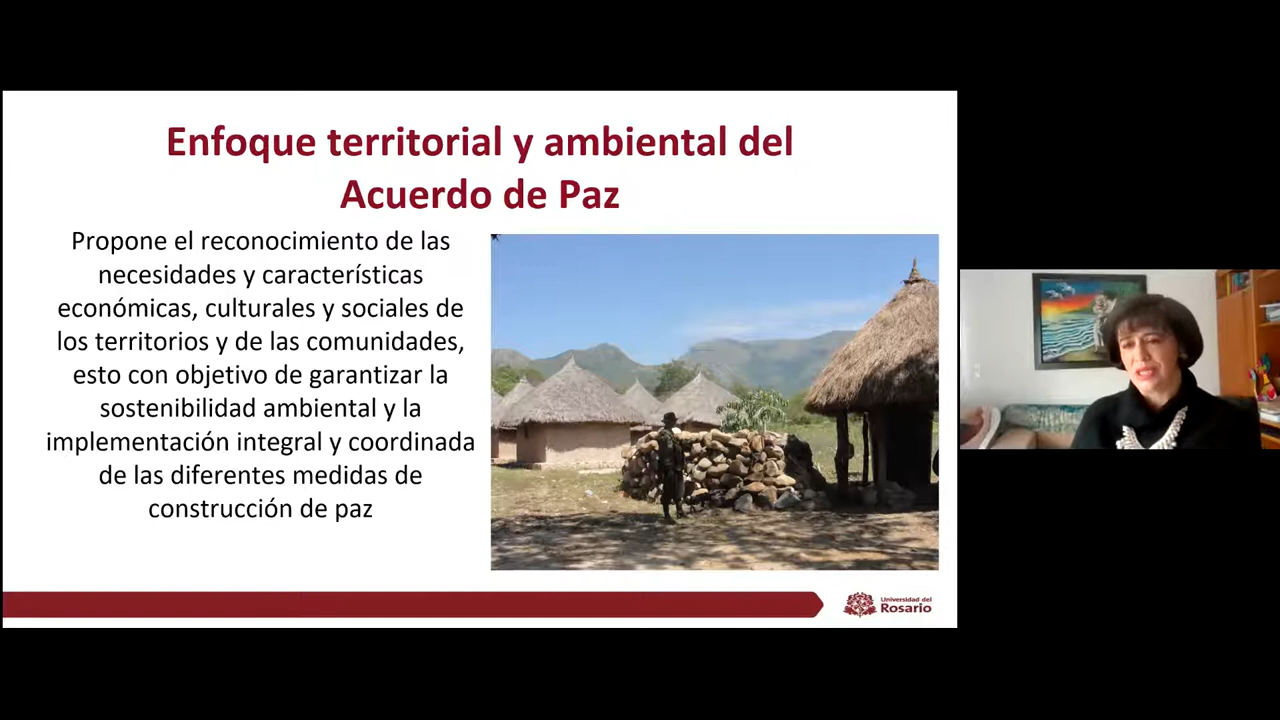 Enfoque territorial y ambiental del
Acuerdo de Paz
Propone el reconocimiento de las
necesidades y características
económicas, culturales y sociales de
los territorios y de las comunidades,
esto con objetivo de garantizar la
sostenibilidad ambiental y la
implementación integral y coordinada
de las diferentes medidas de
construcción de paz
Universidad del
Rosario